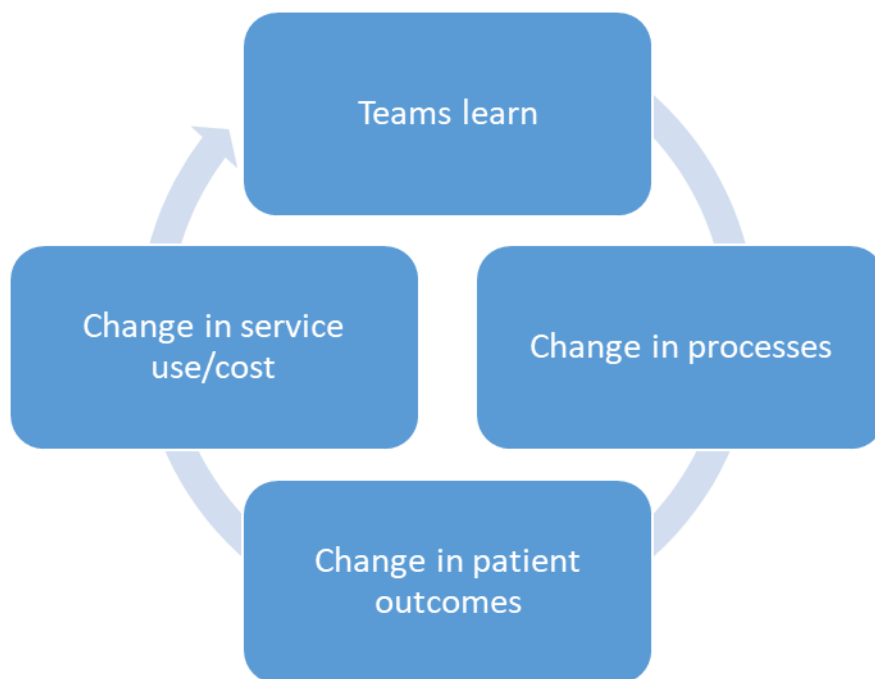 Teams learn
Change in processes
Change in patient
outcomes
Change in service
use/cost